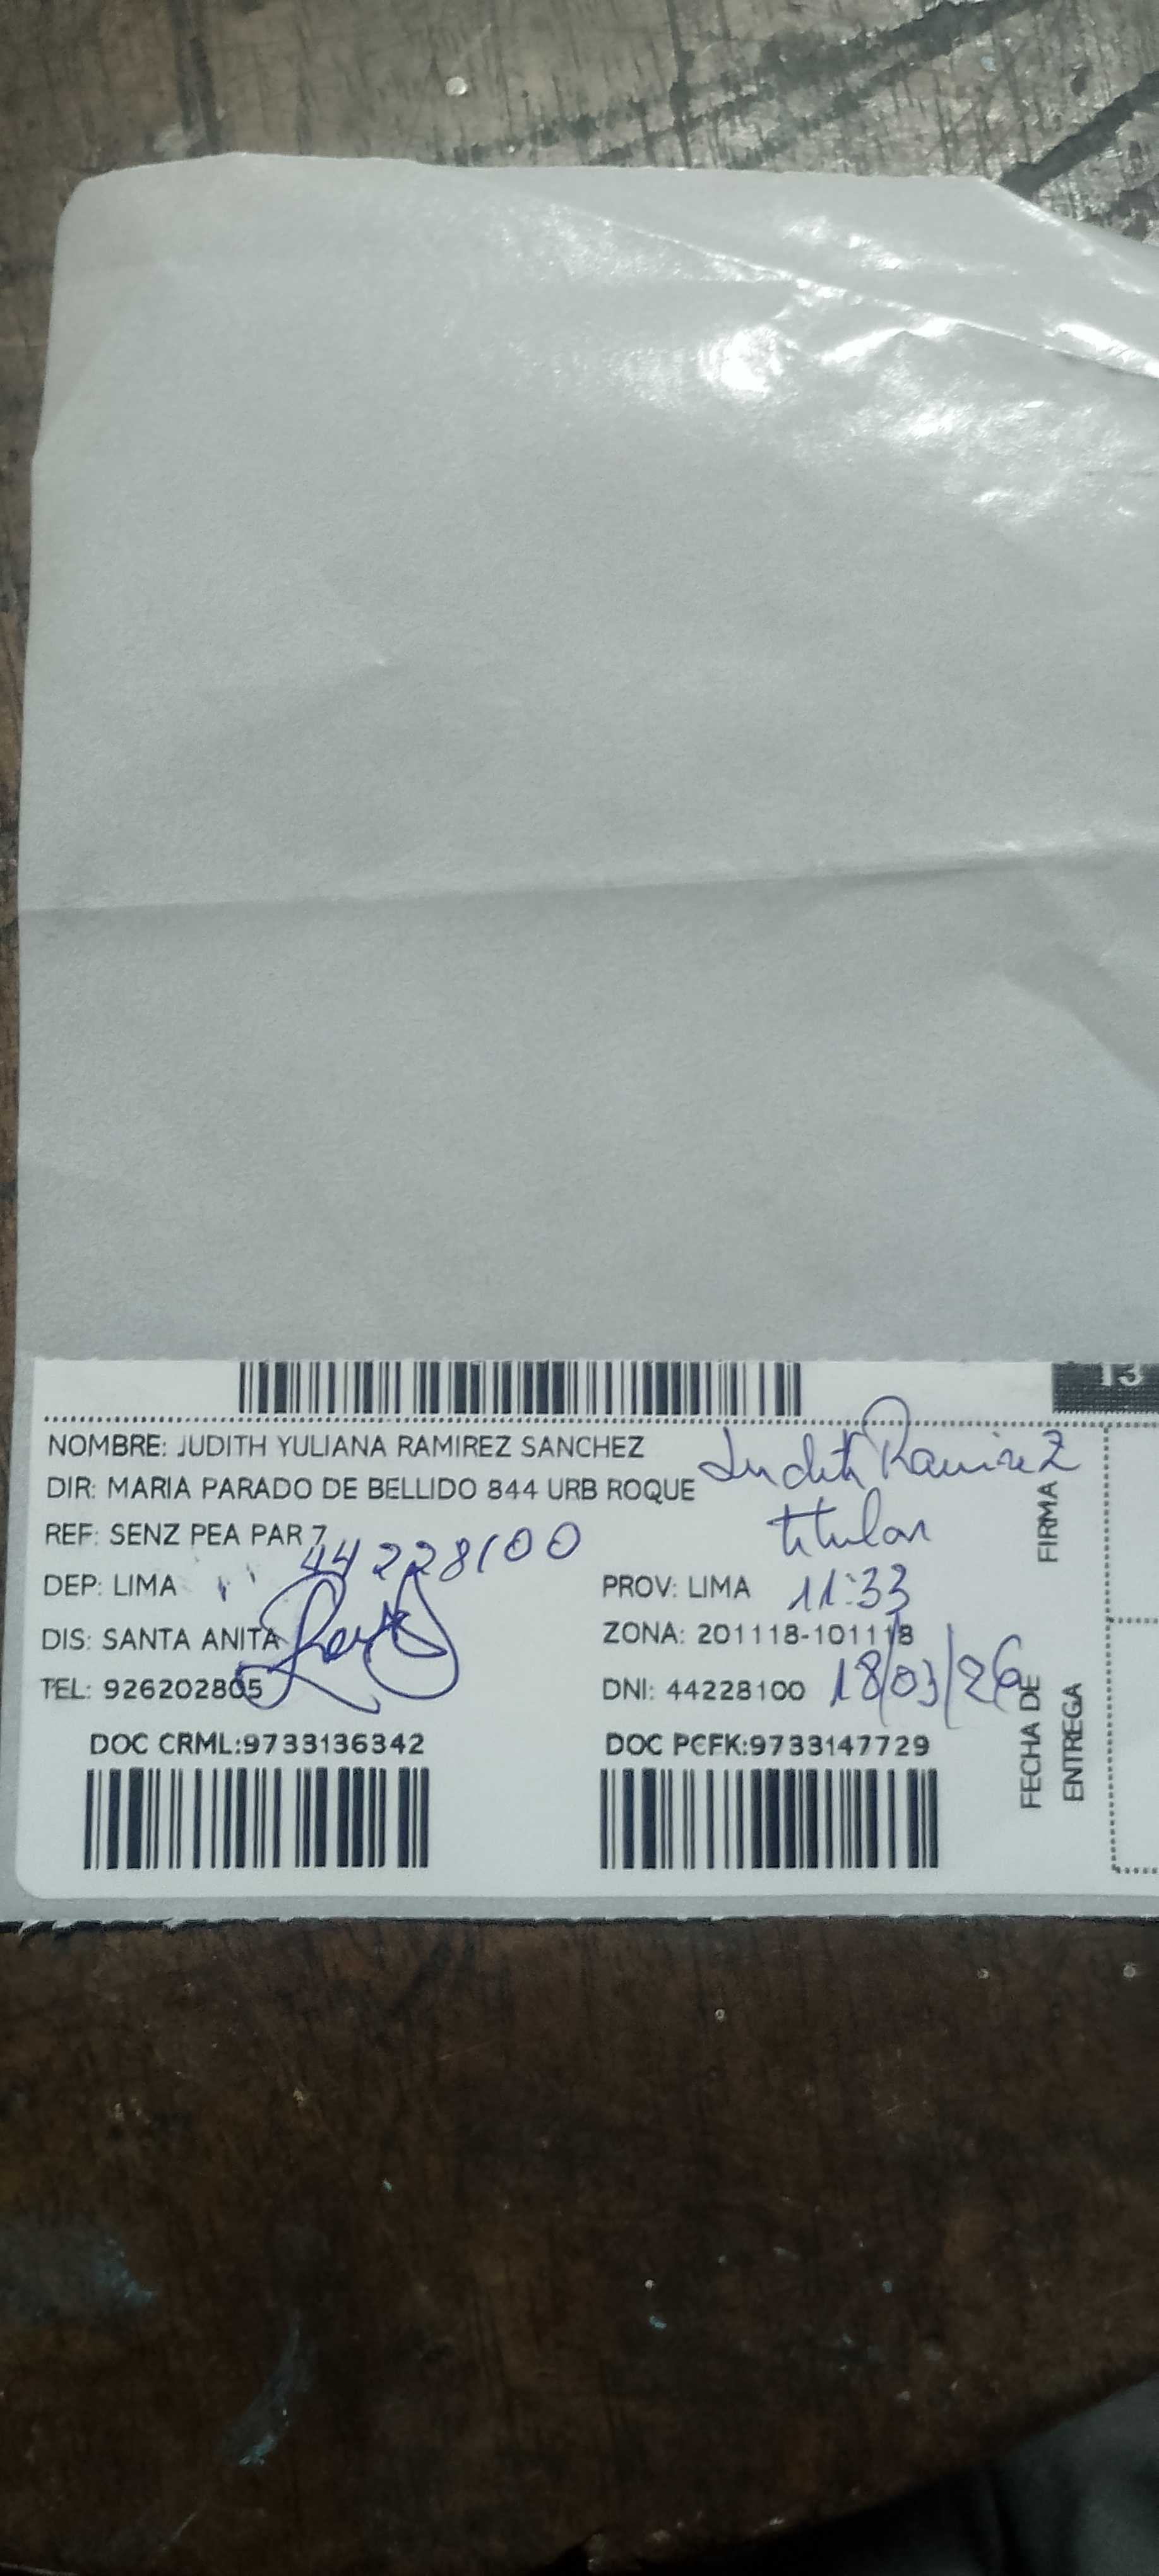 13
NOMBRE: JUDITH YULIANA RAMIREZ SANCHEZ
Judith Ramirez
DIR: MARIA PARADO DE BELLIDO 844 URB ROQUE
titular
REF: SENZ PEA PAR 7
44228100
FIRMA
DEP: LIMA
PROV: LIMA
11:33
DIS: SANTA ANITA
ZONA: 201118-101118
TEL: 926202805
DNI: 44228100
18/03/26
FECHA DE
ENTREGA
DOC CRML:9733136342
DOC PCFK:9733147729